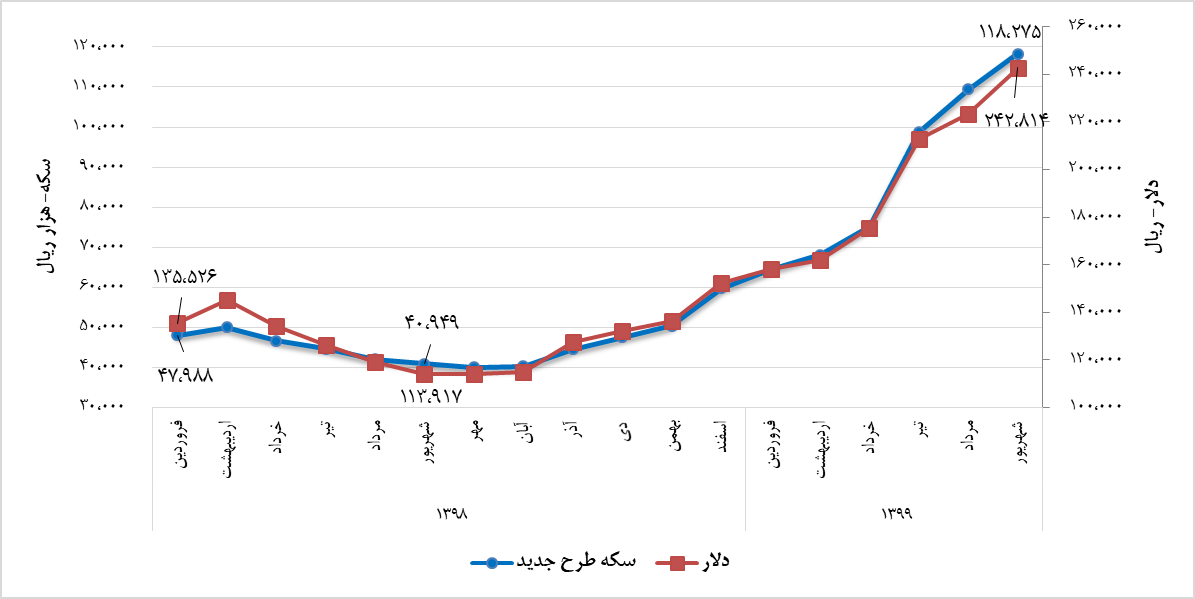 ۱۱۸،۲۷۵
۲۴۲،۸۱۴
۱۳۵،۵۲۶
۴۷،۹۸۸
۴۰،۹۴۹
۱۱۳،۹۱۷
سکه- هزار ریال
۱۲۰،۰۰۰
۱۱۰،۰۰۰
۱۰۰،۰۰۰
۹۰،۰۰۰
۸۰،۰۰۰
۷۰،۰۰۰
۶۰،۰۰۰
۵۰،۰۰۰
۴۰،۰۰۰
۳۰،۰۰۰
دلار- ریال
۲۶۰،۰۰۰
۲۴۰،۰۰۰
۲۲۰،۰۰۰
۲۰۰،۰۰۰
۱۸۰،۰۰۰
۱۶۰،۰۰۰
۱۴۰،۰۰۰
۱۲۰،۰۰۰
۱۰۰،۰۰۰
فروردین
اردیبهشت
خرداد
تیر
مرداد
شهریور
مهر
آبان
آذر
دی
بهمن
اسفند
فروردین
اردیبهشت
خرداد
تیر
مرداد
شهریور
۱۳۹۸
۱۳۹۹
سکه طرح جدید
دلار